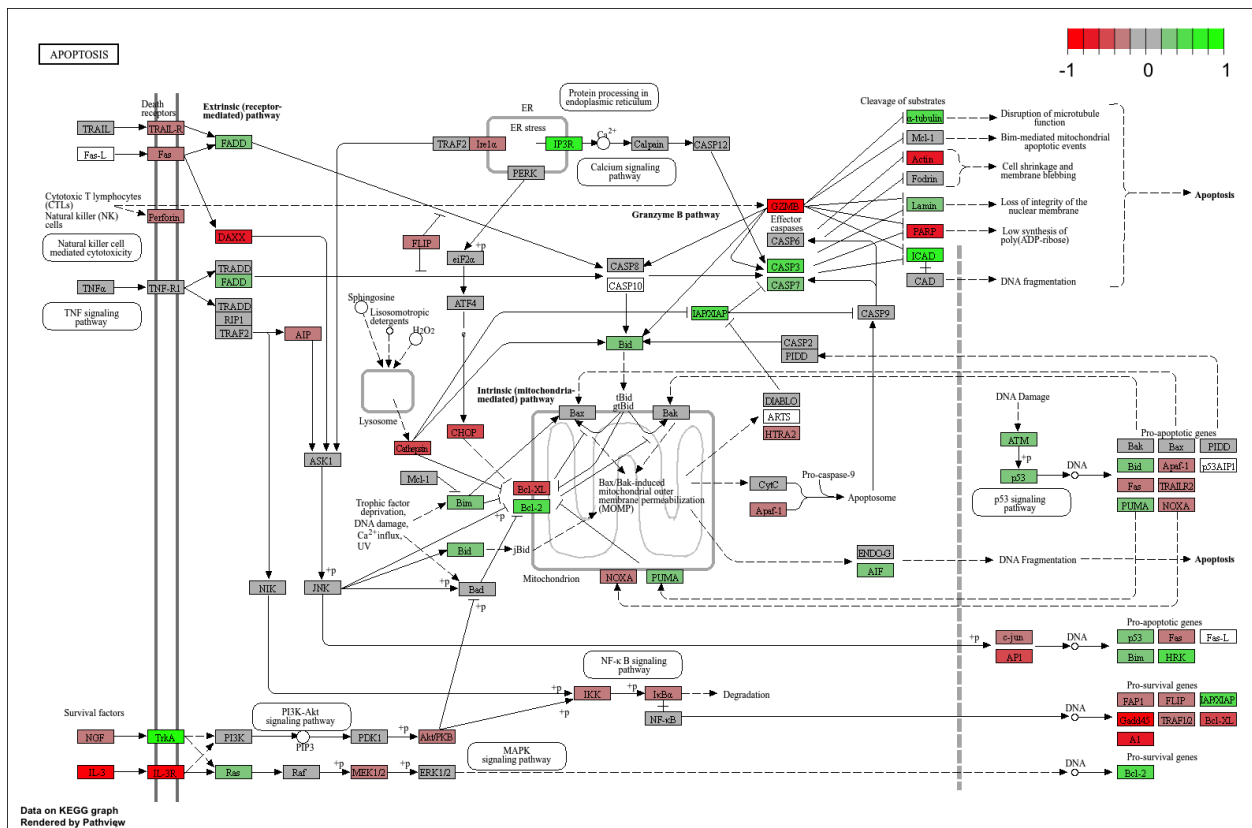 APOPTOSIS
-1
0
1
Death receptors
Extrinsic (receptor-
mediated) pathway
TRAIL
TRAIL-R
Fas-L
Fas
FADD
Cytotoxic T lymphocytes
(CTLs)
Natural killer (NK)
cells
Perforin
Natural killer cell
mediated cytotoxicity
DAXX
TNFα
TNF-R1
TNF signaling
pathway
TRADD
FADD
TRADD
RIP1
TRAF2
AIP
ER
ER stress
TRAF2
Ire1α
IP3R
PERK
Protein processing in
endoplasmic reticulum
Ca2+
Calpain
CASP12
Calcium signaling
pathway
FLIP
+p
eIF2α
ATF4
e
CHOP
Sphingosine
Lisosomotropic
detergents
H2O2
Lysosome
Cathepsin
Granzyme B pathway
GZMB
Effector
caspases
CASP6
CASP3
CASP7
CASP8
CASP10
IAP/XIAP
CASP9
Bid
CASP2
PIDD
Cleavage of substrates
α-tubulin
Mcl-1
Actin
Fodrin
Lamin
PARP
ICAD
CAD
Disruption of microtubule
function
Bim-mediated mitochondrial
apoptotic events
Cell shrinkage and
membrane blebbing
Loss of integrity of the
nuclear membrane
Low synthesis of
poly(ADP-ribose)
DNA fragmentation
Apoptosis
Intrinsic (mitochondria-
mediated) pathway
tBid
gtBid
Bax
Bak
DIABLO
ARTS
HTRA2
ASK1
Mcl-1
Bim
Bcl-XL
Bcl-2
+p
Bax/Bak-induced
mitochondrial outer
membrane permeabilization
(MOMP)
CytC
Apaf-1
Pro-caspase-9
Apoptosome
Trophic factor
deprivation,
DNA damage,
Ca2+ influx,
UV
Bid
jBid
Mitochondrion
NOXA
PUMA
ENDO-G
AIF
DNA Fragmentation
Apoptosis
DNA Damage
ATM
+p
p53
p53 signaling
pathway
DNA
Pro-apoptotic genes
Bak
Bax
PIDD
Bid
Apaf-1
p53AIP1
Fas
TRAILR2
PUMA
NOXA
NIK
+p
JNK
+p
Bad
+p
+p
c-jun
AP1
DNA
Pro-apoptotic genes
p53
Fas
Fas-L
Bim
HRK
NF-κB signaling
pathway
+p
IKK
+p
+p
IκBα
Degradation
NF-κB
DNA
Pro-survival genes
FAP1
FLIP
IAP/XIAP
Gadd45
TRAF1/2
Bcl-XL
A1
Survival factors
NGF
TrkA
PI3K-Akt
signaling pathway
PI3K
PIP3
PDK1
+p
Akt/PKB
IL-3
IL-3R
Ras
Raf
+p
MEK1/2
+p
ERK1/2
MAPK
signaling pathway
DNA
Pro-survival genes
Bcl-2
Data on KEGG graph
Rendered by Pathview